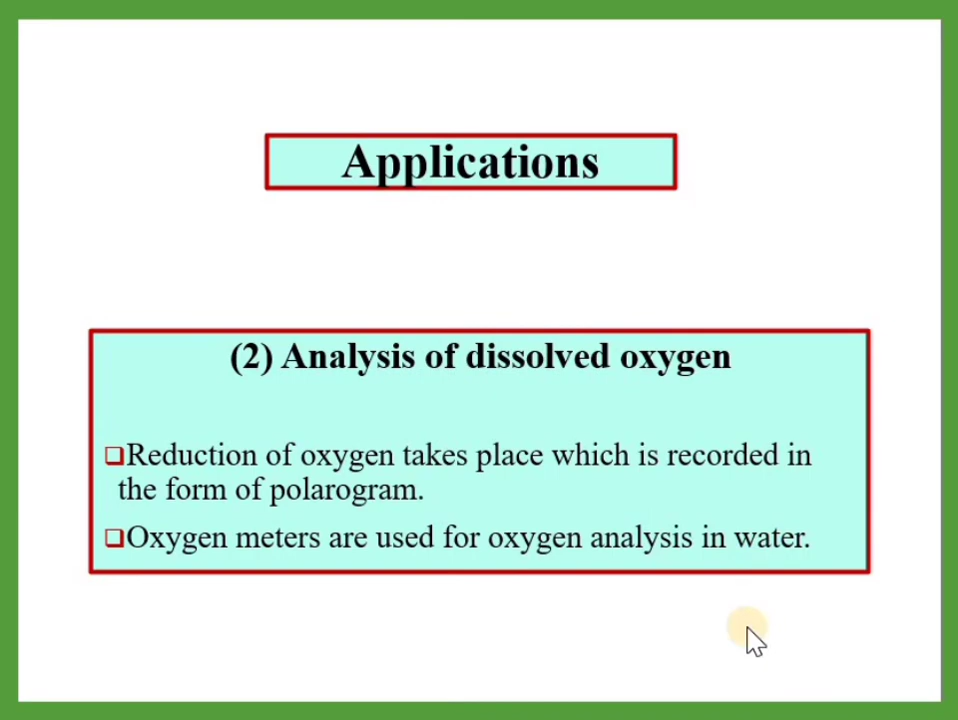 Applications
(2) Analysis of dissolved oxygen
❑Reduction of oxygen takes place which is recorded in
the form of polarogram.
❑Oxygen meters are used for oxygen analysis in water.